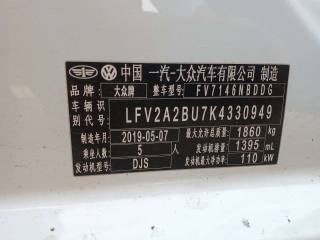 中国 一汽-大众汽车有限公司 制造
品牌: 大众牌 整车型号: FV7146NBDDG
车辆识别代号: LFV2A2BU7K4330949
制造年月: 2019-05-07 最大允许总质量: 1860 kg
乘坐人数: 5 人 发动机排量: 1395 mL
发动机型号: DJS 发动机最大净功率: 110 kW